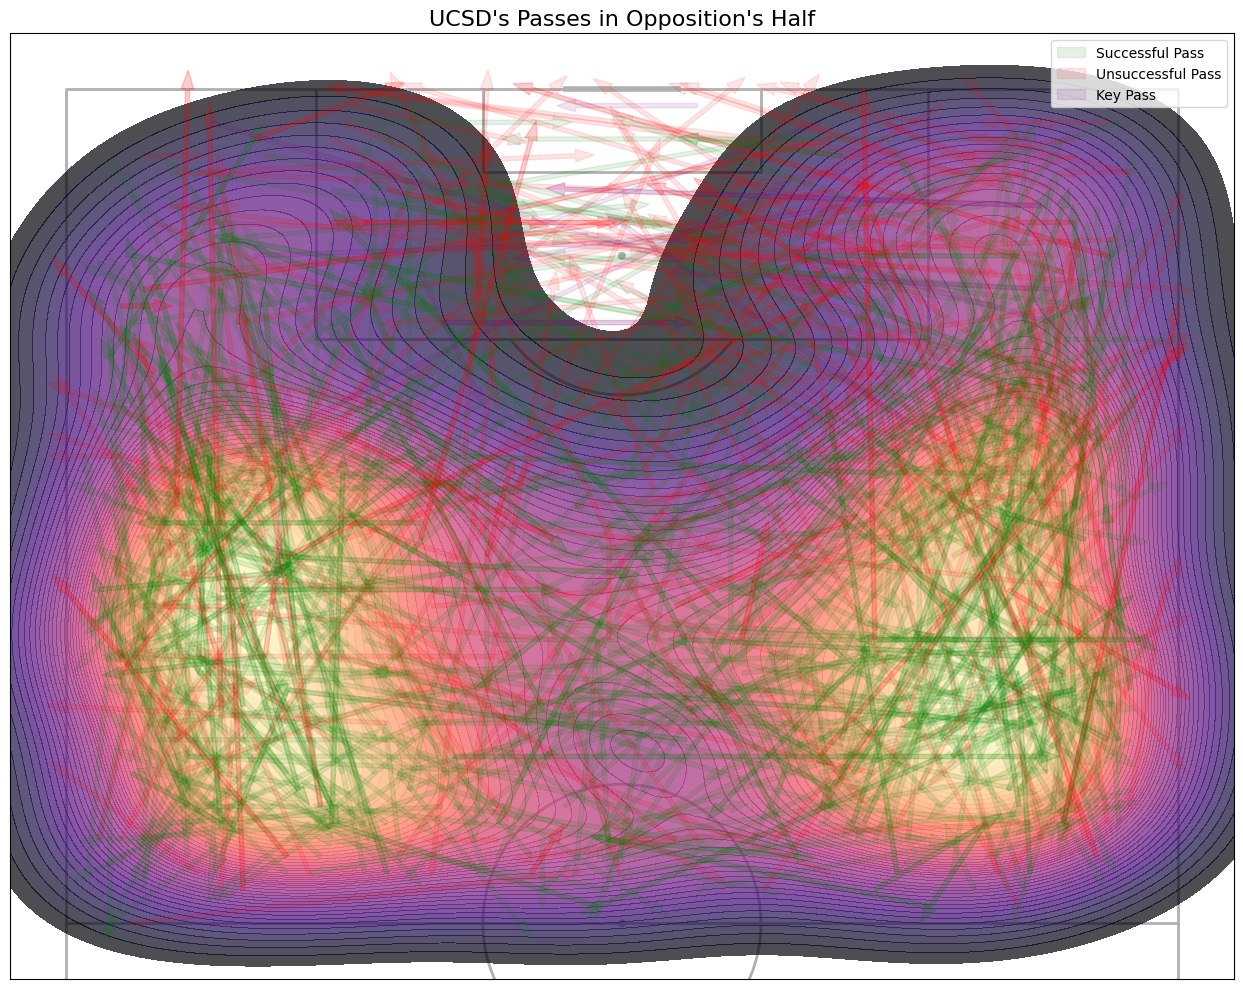 UCSD's Passes in Opposition's Half
Successful Pass
Unsuccessful Pass
Key Pass